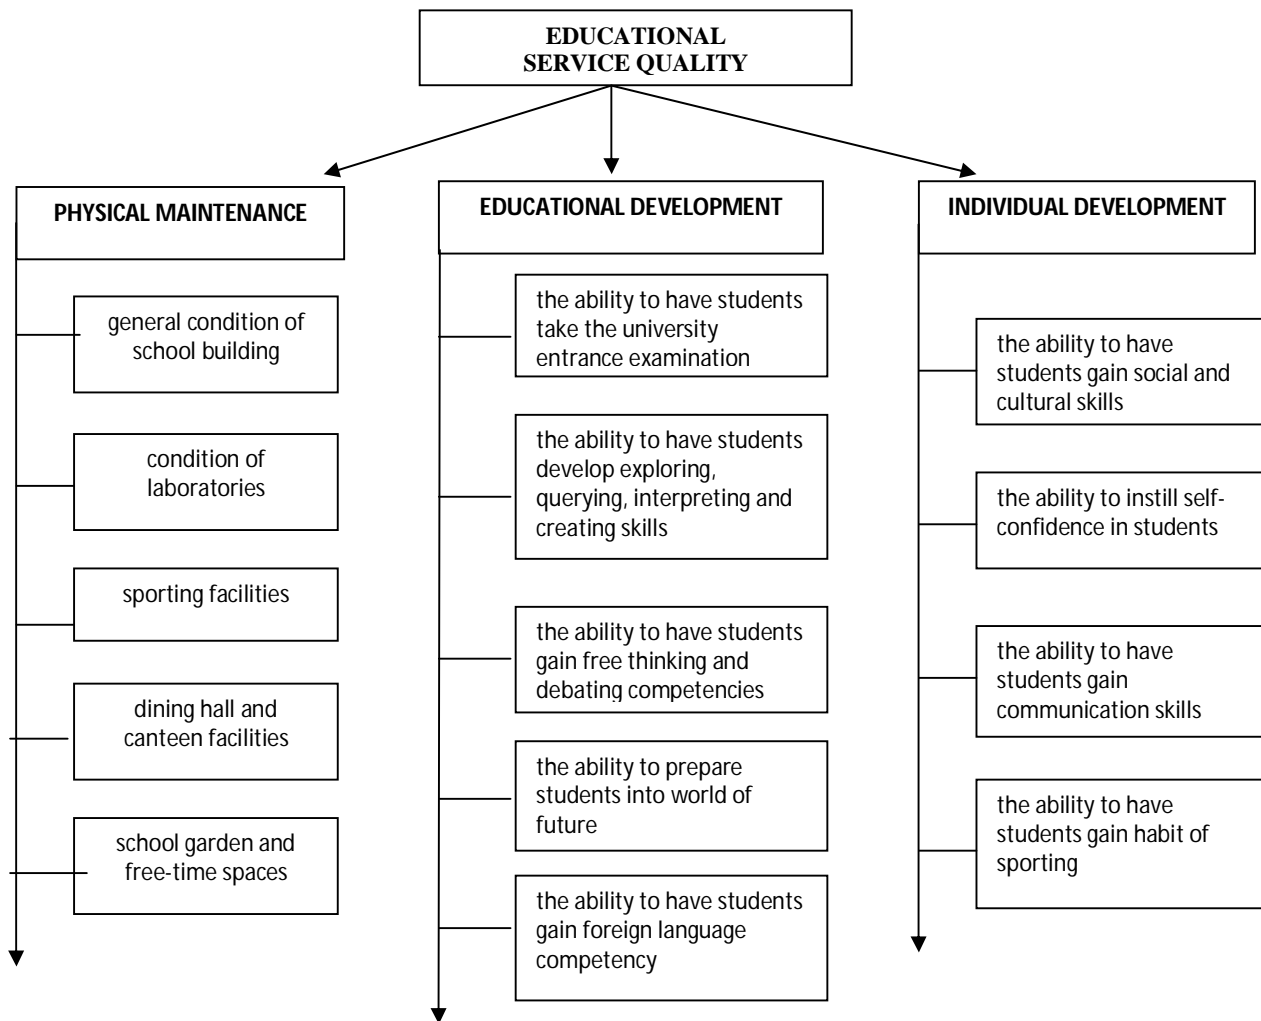 EDUCATIONAL
SERVICE QUALITY
PHYSICAL MAINTENANCE
general condition of
school building
condition of
laboratories
sporting facilities
dining hall and
canteen facilities
school garden and
free-time spaces
EDUCATIONAL DEVELOPMENT
the ability to have students
take the university
entrance examination
the ability to have students
develop exploring,
querying, interpreting and
creating skills
the ability to have students
gain free thinking and
debating competencies
the ability to prepare
students into world of
future
the ability to have students
gain foreign language
competency
INDIVIDUAL DEVELOPMENT
the ability to have
students gain social and
cultural skills
the ability to instill self-
confidence in students
the ability to have
students gain
communication skills
the ability to have
students gain habit of
sporting